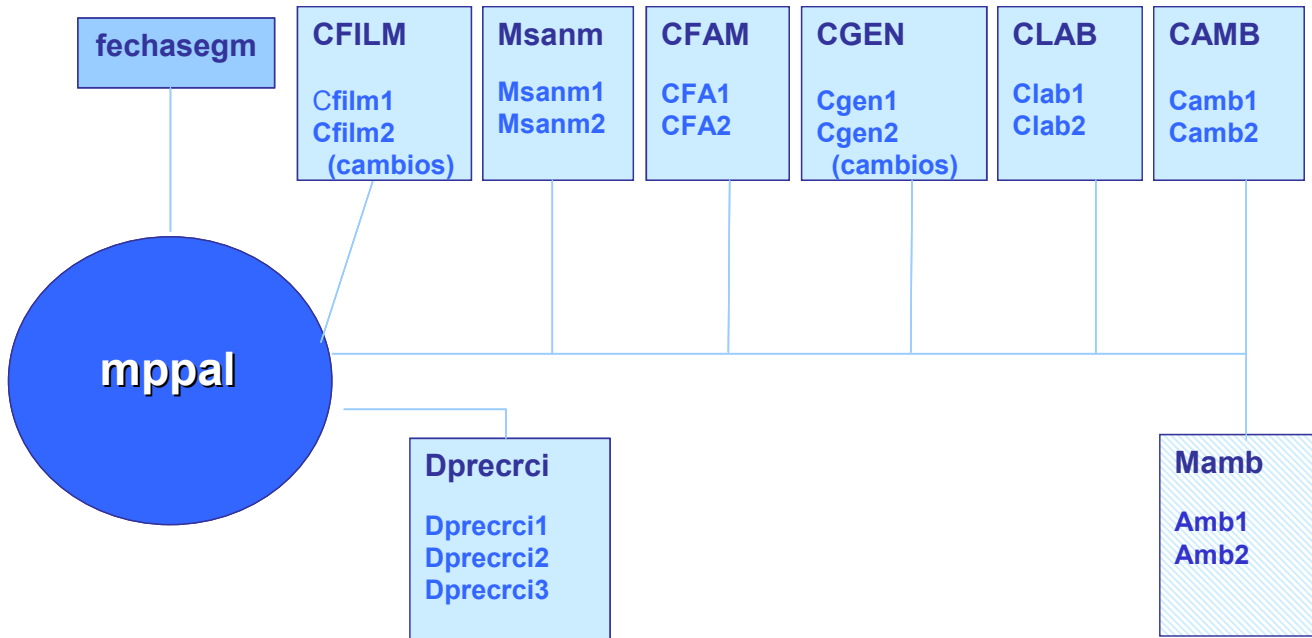 fechasegm
CFILM
Cfilm1
Cfilm2
(cambios)
Msanm
Msanm1
Msanm2
CFAM
CFA1
CFA2
CGEN
Cgen1
Cgen2
(cambios)
CLAB
Clab1
Clab2
CAMB
Camb1
Camb2
mppal
Dprecrci
Dprecrci1
Dprecrci2
Dprecrci3
Mamb
Amb1
Amb2